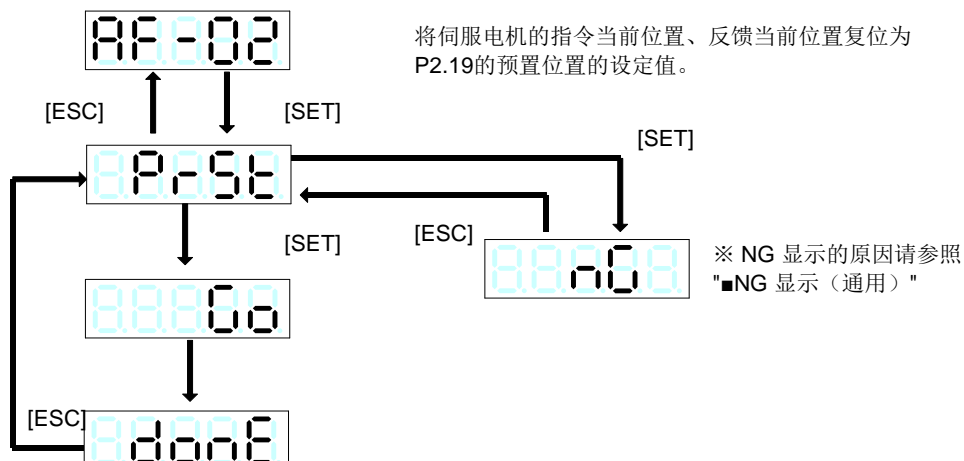 AF-02
将伺服电机的指令当前位置、反馈当前位置复位为
P2.19的预置位置的设定值。
[ESC]
[SET]
[SET]
PrSt
[SET]
[ESC]
nG
※ NG 显示的原因请参照
"■NG 显示（通用）"
Go
[ESC]
donE